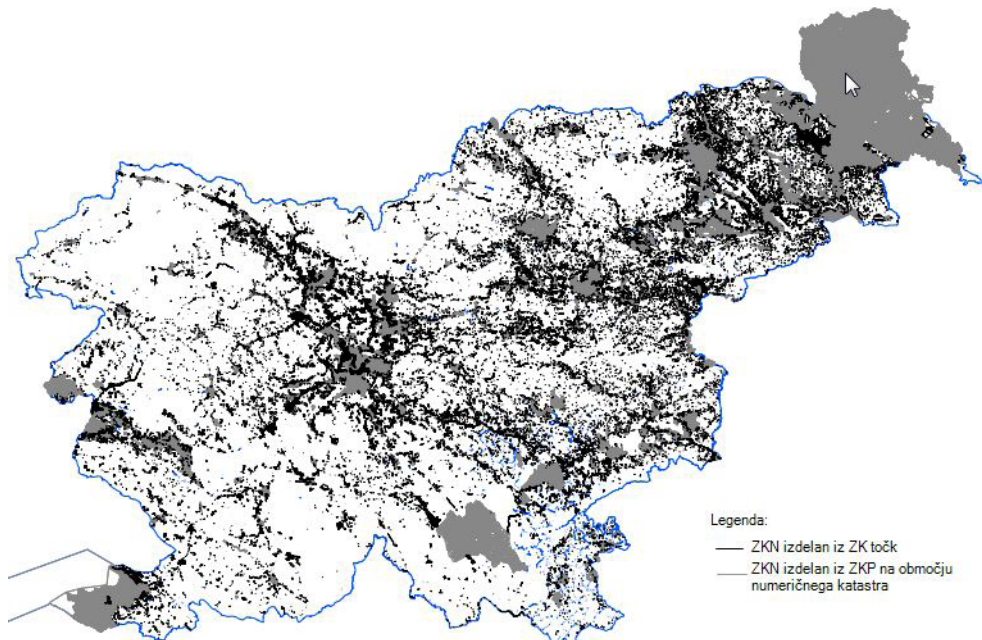 Legenda:
ZKN izdelan iz ZK točk
ZKN izdelan iz ZKP na območju
numeričnega katastra